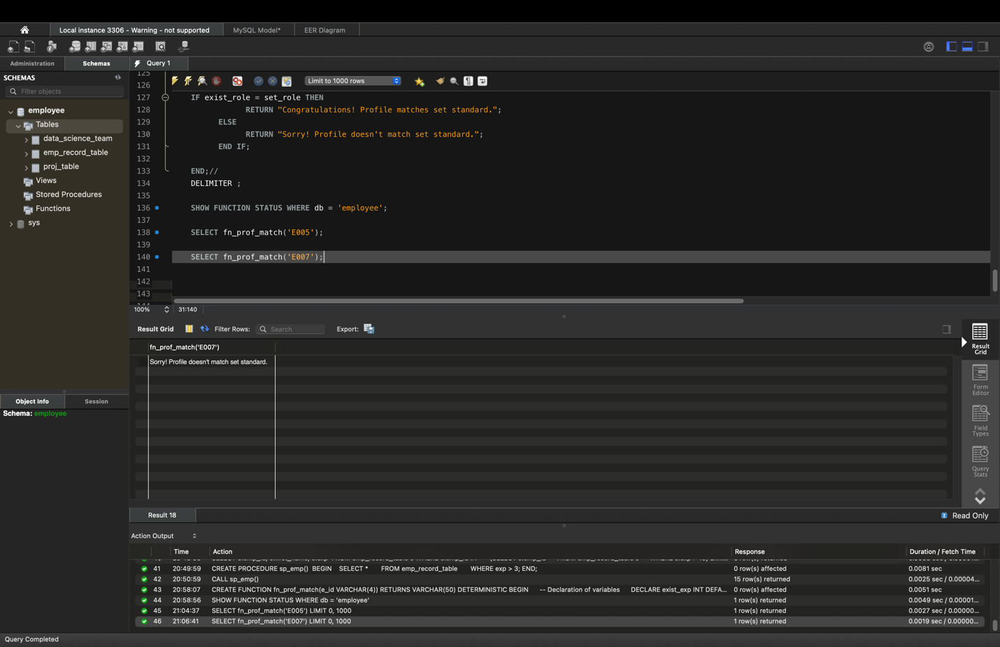 Local instance 3306 - Warning - not supported
MySQL Model*
EER Diagram
Administration
Schemas
Query 1
SCHEMAS
Filter objects
employee
Tables
data_science_team
emp_record_table
proj_table
Views
Stored Procedures
Functions
sys
Object Info
Session
Schema: employee
Limit to 1000 rows
125
126
127 IF exist_role = set_role THEN
128 RETURN "Congratulations! Profile matches set standard.";
129 ELSE
130 RETURN "Sorry! Profile doesn't match set standard.";
131 END IF;
132
133 END;//
134 DELIMITER ;
135
136 SHOW FUNCTION STATUS WHERE db = 'employee';
137
138 SELECT fn_prof_match('E005');
139
140 SELECT fn_prof_match('E007');
141
142
143
100% 31:140
Result Grid Filter Rows: Search Export:
fn_prof_match('E007')
Sorry! Profile doesn't match set standard.
Result
Grid
Form
Editor
Field
Types
Query
Stats
Result 18
Read Only
Action Output
Time Action Response Duration / Fetch Time
41 20:49:59 CREATE PROCEDURE sp_emp() BEGIN SELECT * FROM emp_record_table WHERE exp > 3; END; 0 row(s) affected 0.0081 sec
42 20:50:59 CALL sp_emp() 15 row(s) returned 0.0025 sec / 0.00004...
43 20:58:07 CREATE FUNCTION fn_prof_match(e_id VARCHAR(4)) RETURNS VARCHAR(50) DETERMINISTIC BEGIN -- Declaration of variables DECLARE exist_exp INT DEFA... 0 row(s) affected 0.0051 sec
44 20:58:56 SHOW FUNCTION STATUS WHERE db = 'employee' 1 row(s) returned 0.0049 sec / 0.00001...
45 21:04:37 SELECT fn_prof_match('E005') LIMIT 0, 1000 1 row(s) returned 0.0027 sec / 0.00000...
46 21:06:41 SELECT fn_prof_match('E007') LIMIT 0, 1000 1 row(s) returned 0.0019 sec / 0.00000...
Query Completed